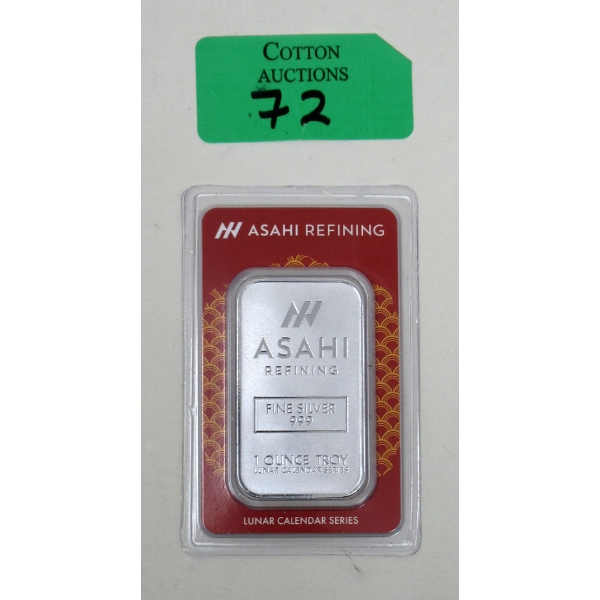 COTTON
AUCTIONS
72
ASAHI REFINING
ASAHI
REFINING
FINE SILVER
999
1 OUNCE TROY
LUNAR CALENDAR SERIES
LUNAR CALENDAR SERIES